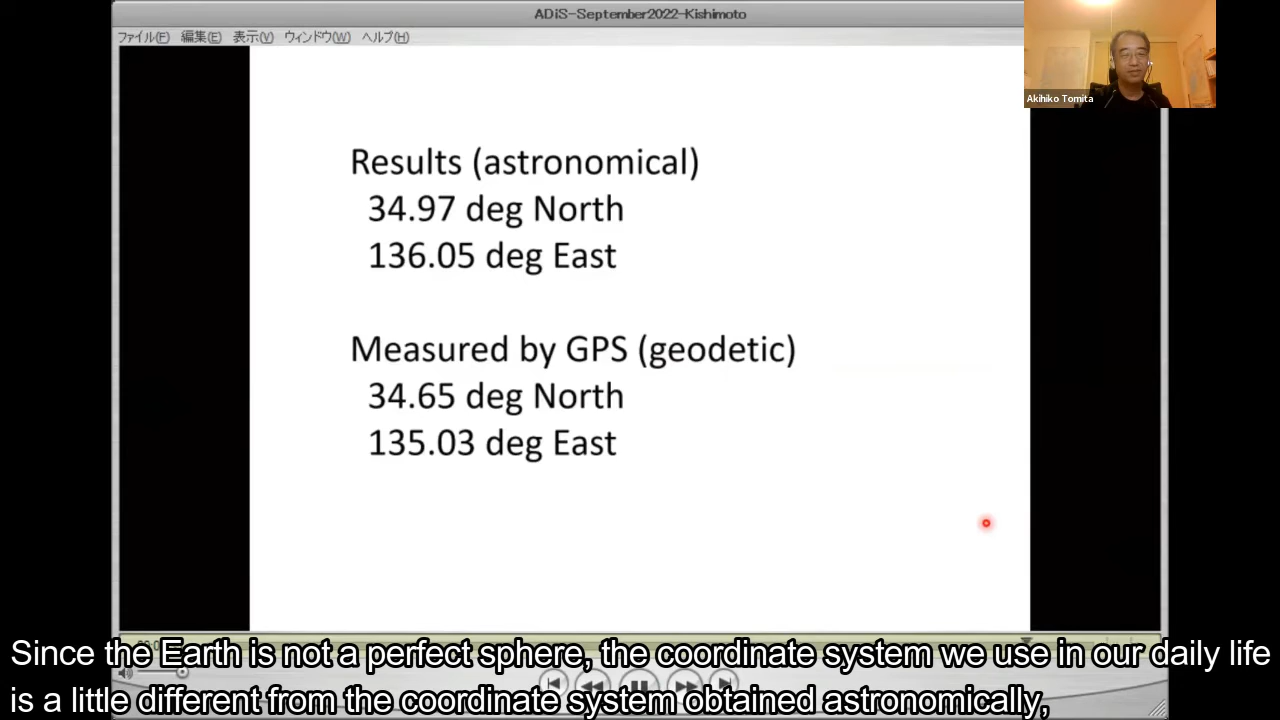 ADiS-September2022-Kishimoto
ファイル(F) 編集(E) 表示(V) ウィンドウ(W) ヘルプ(H)
Akihiko Tomita
Results (astronomical)
34.97 deg North
136.05 deg East
Measured by GPS (geodetic)
34.65 deg North
135.03 deg East
Since the Earth is not a perfect sphere, the coordinate system we use in our daily life
is a little different from the coordinate system obtained astronomically,